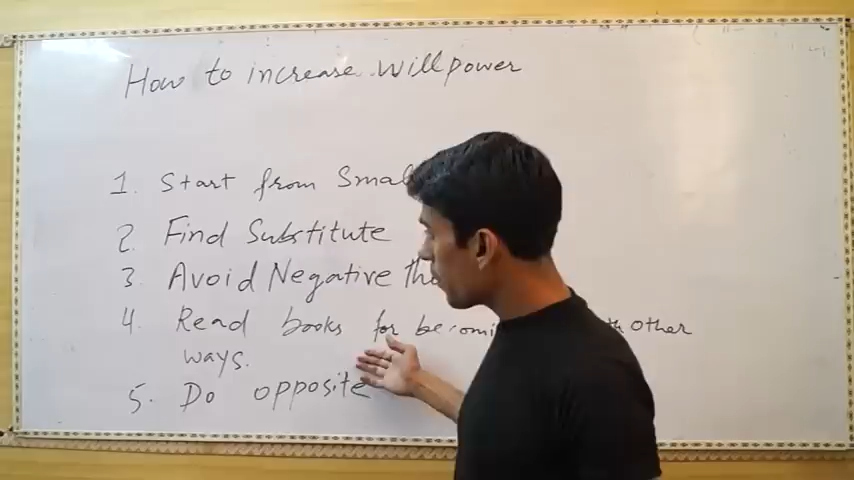 How to increase willpower
1. Start from Small
2. Find Substitute
3. Avoid Negative
4. Read books for other
ways.
5. Do opposite